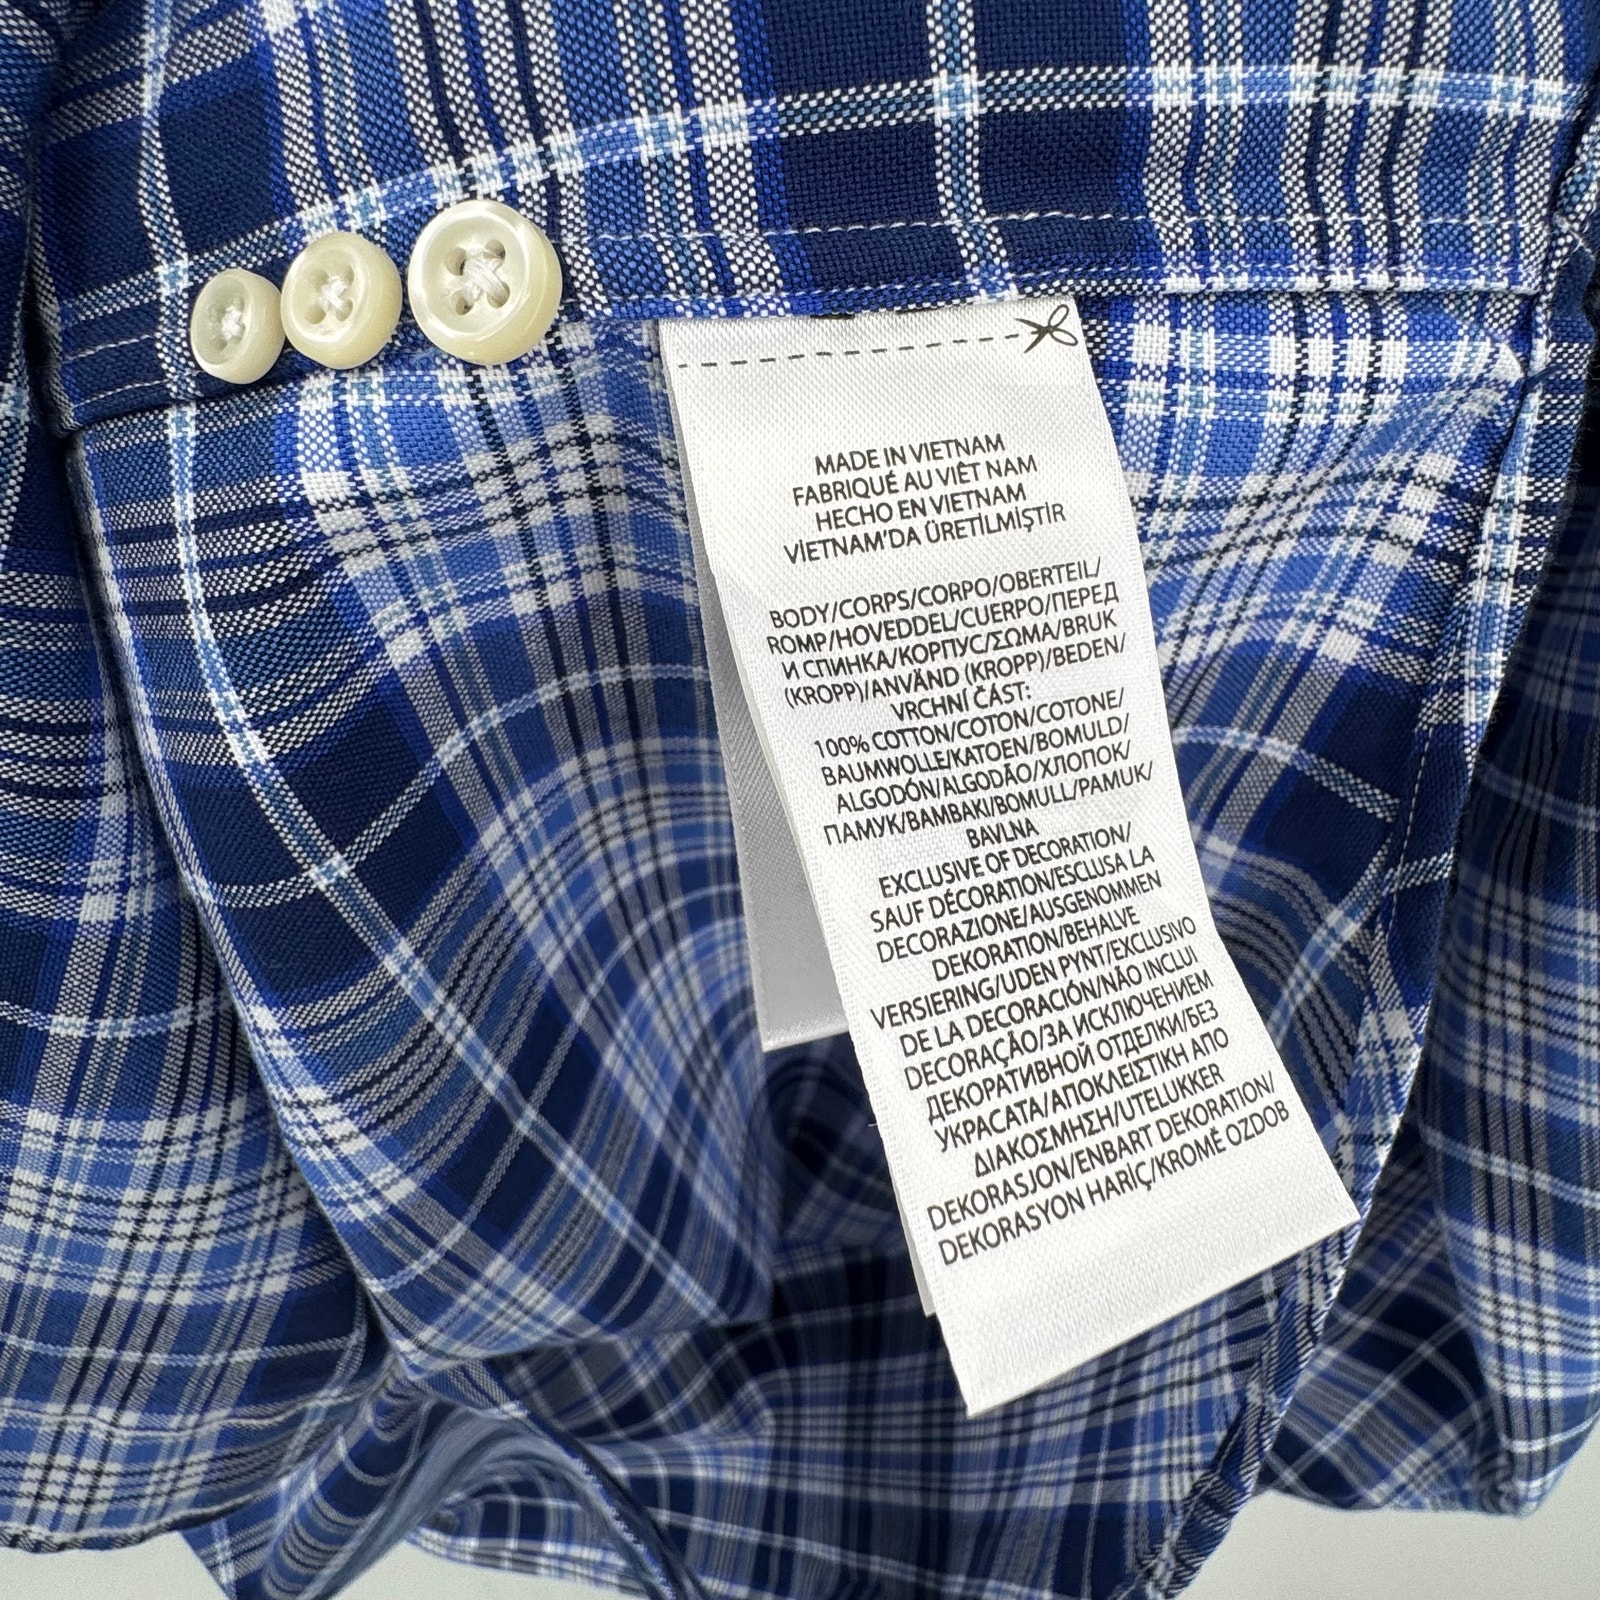 MADE IN VIETNAM
FABRIQUÉ AU VIÊT NAM
HECHO EN VIETNAM
VİETNAM'DA ÜRETİLMİŞTİR
BODY/CORPS/CORPO/OBERTEIL/
ROMP/HOVEDDEL/CUERPO/ПЕРЕД
И СПИНКА/КОРПУС/ΣΩΜΑ/BRUK
(KROPP)/ANVÄND (KROPP)/BEDEN/
VRCHNÍ ČÁST:
100% COTTON/COTON/COTONE/
BAUMWOLLE/KATOEN/BOMULD/
ALGODÓN/ALGODÃO/ХЛОПОК/
ПАМУК/ΒΑΜΒΑΚΙ/BOMULL/PAMUK/
BAVLNA
EXCLUSIVE OF DECORATION/
SAUF DÉCORATION/ESCLUSA LA
DECORAZIONE/AUSGENOMMEN
DEKORATION/BEHALVE
VERSIERING/UDEN PYNT/EXCLUSIVO
DE LA DECORACIÓN/NÃO INCLUI
DECORAÇÃO/ЗА ИСКЛЮЧЕНИЕМ
ДЕКОРАТИВНОЙ ОТДЕЛКИ/БЕЗ
УКРАСАТА/ΑΠΟΚΛΕΙΣΤΙΚΗ ΑΠΟ
ΔΙΑΚΟΣΜΗΣΗ/UTELUKKER
DEKORASJON/ENBART DEKORATION/
DEKORASYON HARİÇ/KROMĚ OZDOB